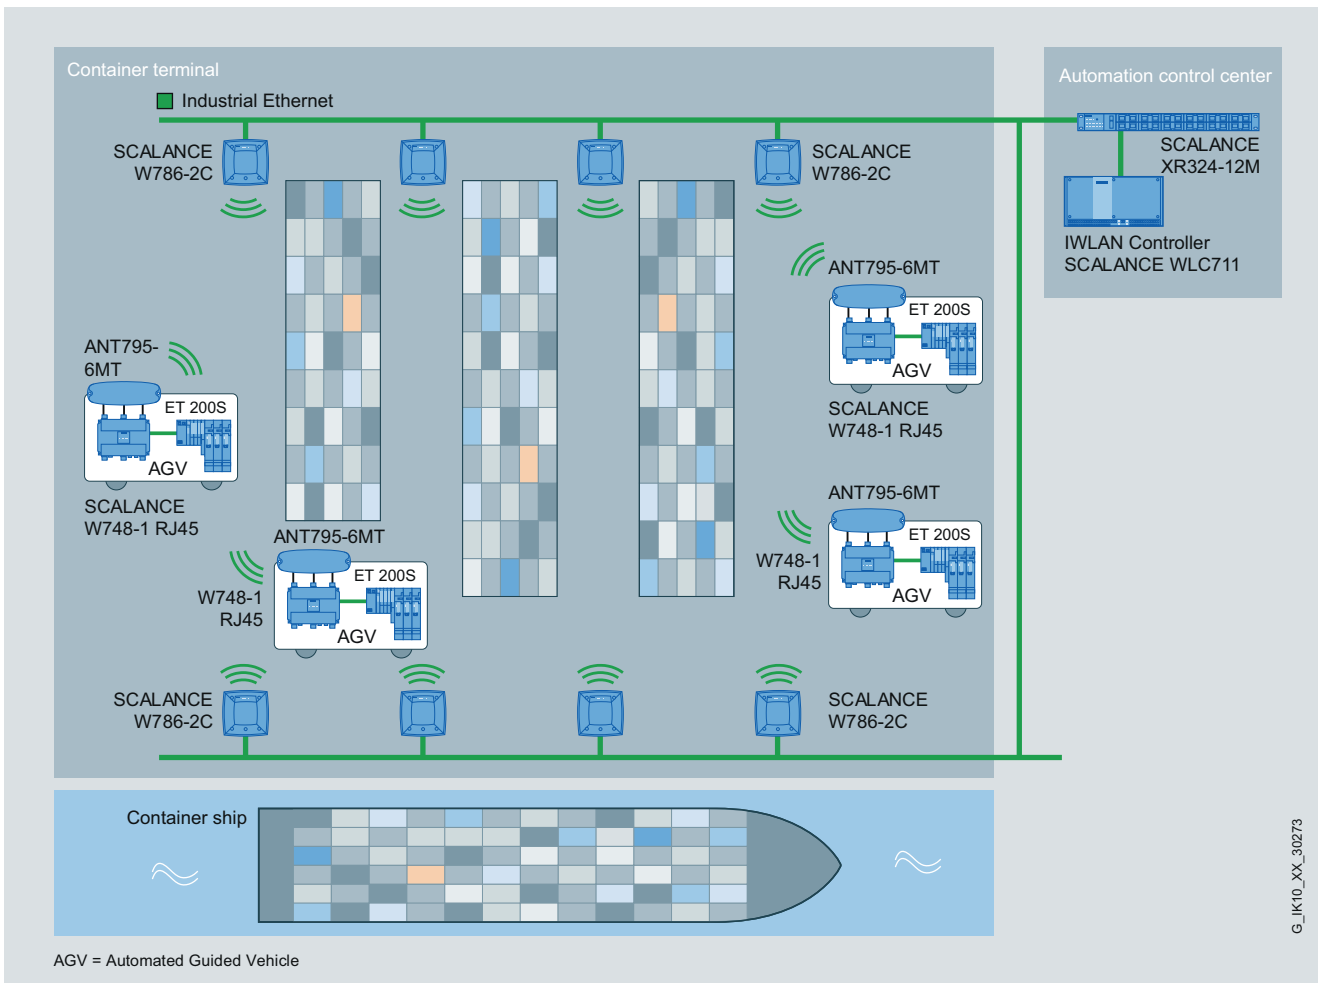 Container terminal
Automation control center
Industrial Ethernet
SCALANCE
W786-2C
SCALANCE
W786-2C
SCALANCE
XR324-12M
IWLAN Controller
SCALANCE WLC711
ANT795-6MT
ET 200S
AGV
SCALANCE
W748-1 RJ45
ANT795-
6MT
ET 200S
AGV
SCALANCE
W748-1 RJ45
ANT795-6MT
ET 200S
W748-1
RJ45
AGV
ANT795-6MT
ET 200S
W748-1
RJ45
AGV
SCALANCE
W786-2C
SCALANCE
W786-2C
Container ship
G_IK10_XX_30273
AGV = Automated Guided Vehicle